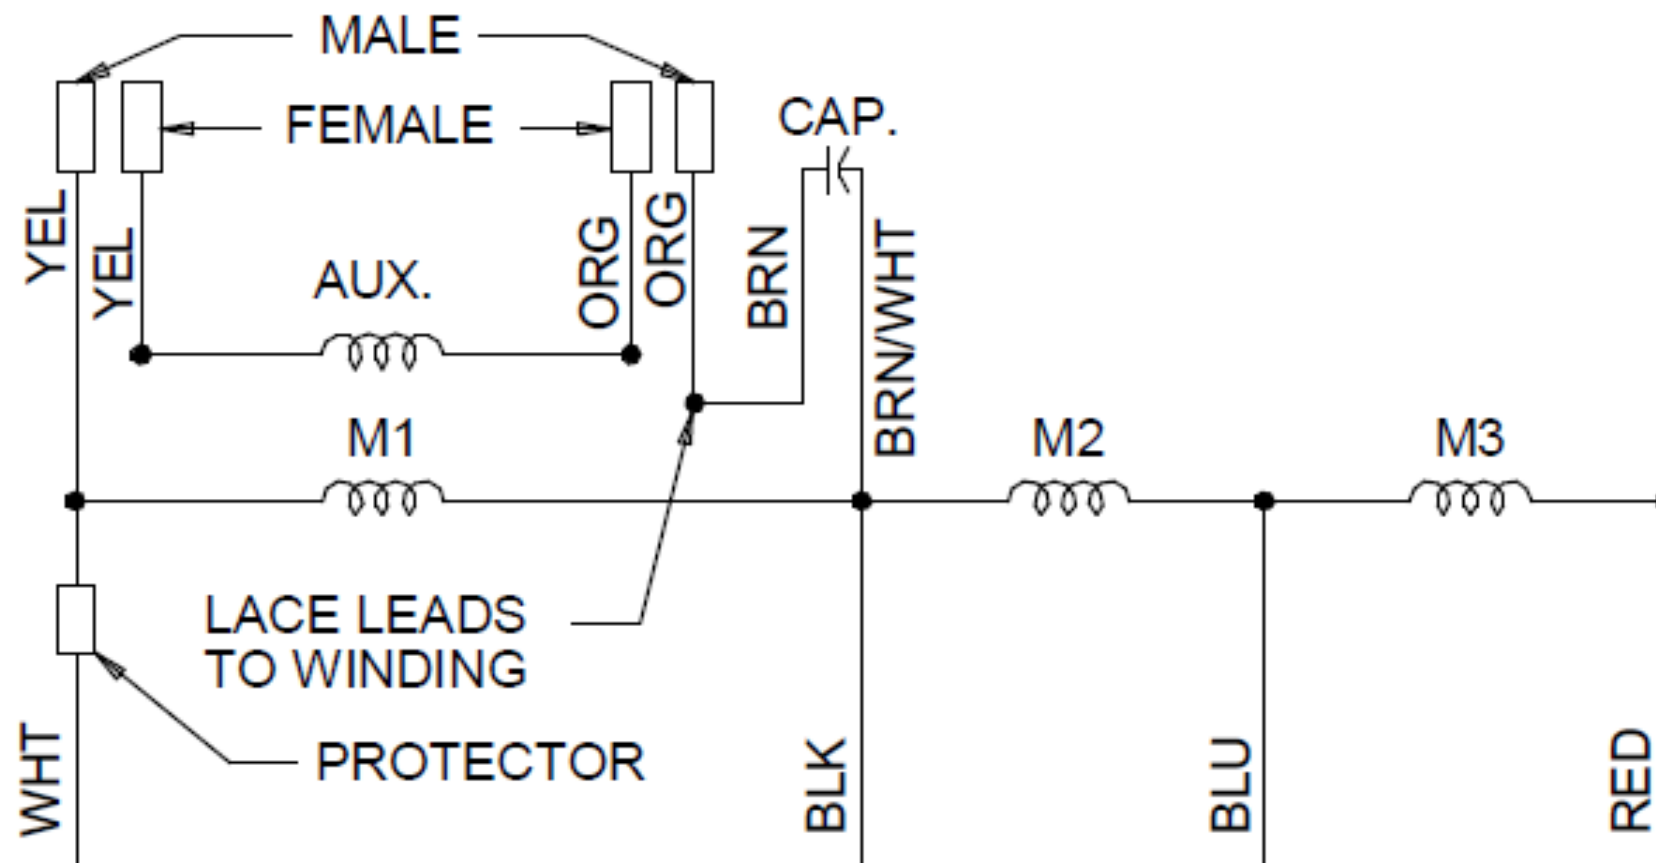 MALE
FEMALE
CAP.
YEL
YEL
ORG
ORG
BRN
BRN/WHT
AUX.
M1
M2
M3
LACE LEADS
TO WINDING
PROTECTOR
WHT
BLK
BLU
RED